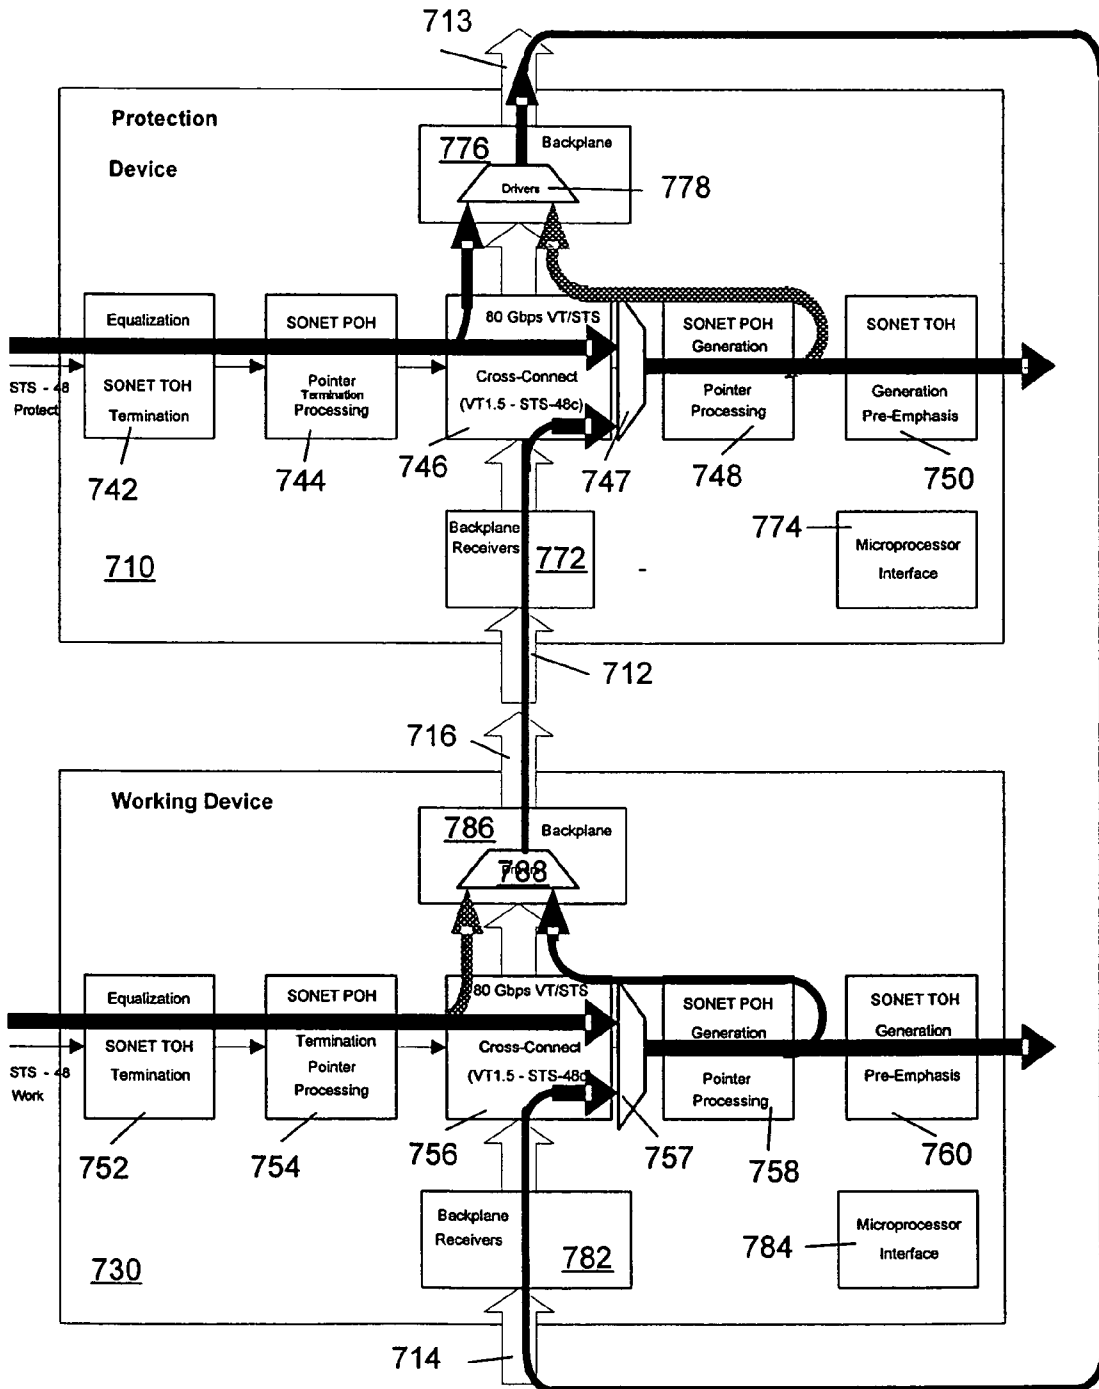 713
Protection
Device
776
Backplane
Drivers
778
Equalization
SONET TOH
Termination
SONET POH
Pointer
Termination
Processing
80 Gbps VT/STS
Cross-Connect
(VT1.5 - STS-48c)
SONET POH
Generation
Pointer
Processing
SONET TOH
Generation
Pre-Emphasis
STS - 48
Protect
742
744
746
747
748
750
Backplane
Receivers
772
774
Microprocessor
Interface
710
712
716
Working Device
786
Backplane
788
Equalization
SONET TOH
Termination
SONET POH
Termination
Pointer
Processing
80 Gbps VT/STS
Cross-Connect
(VT1.5 - STS-48c)
SONET POH
Generation
Pointer
Processing
SONET TOH
Generation
Pre-Emphasis
STS - 48
Work
752
754
756
757
758
760
Backplane
Receivers
782
784
Microprocessor
Interface
730
714